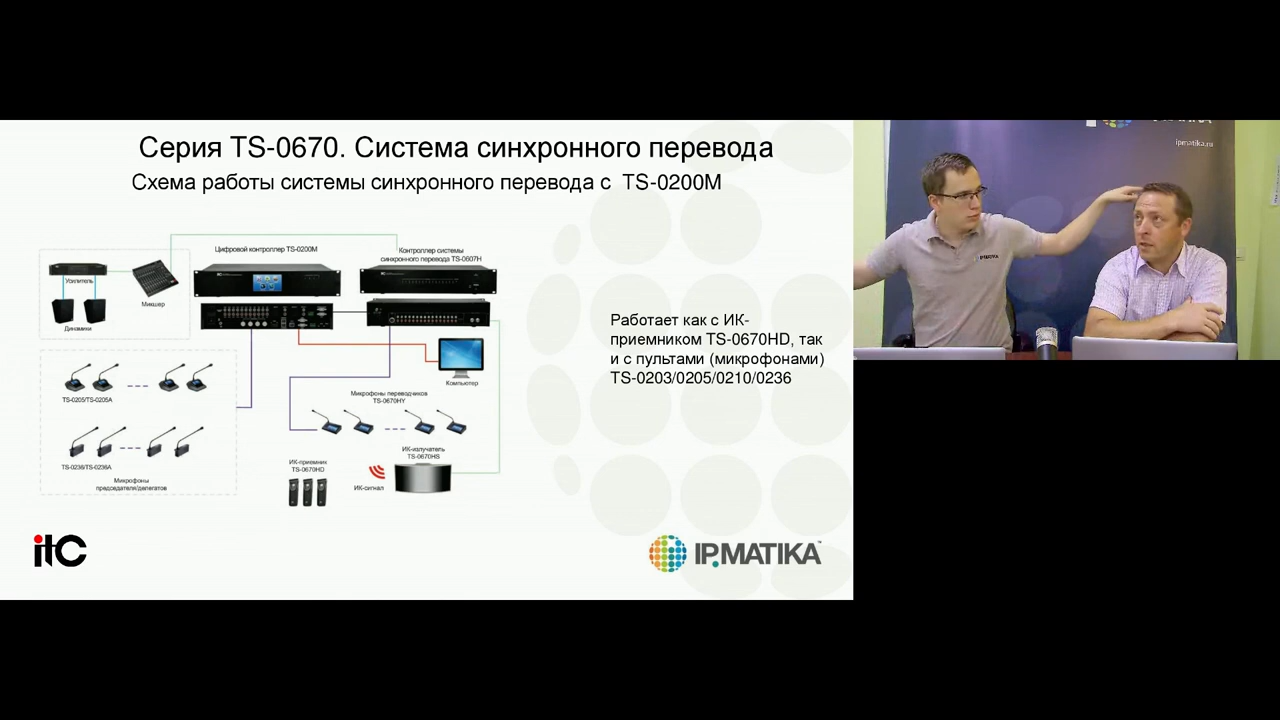 Серия TS-0670. Система синхронного перевода
Схема работы системы синхронного перевода с TS-0200M
Цифровой контроллер TS-0200M
Контроллер системы
синхронного перевода TS-0607H
Усилитель
Микшер
Динамики
Компьютер
TS-0205/TS-0205A
Микрофоны переводчиков
TS-0670HY
TS-0236/TS-0236A
Микрофоны
председателя/делегатов
ИК-приемник
TS-0670HD
ИК-сигнал
ИК-излучатель
TS-0670HS
Работает как с ИК-
приемником TS-0670HD, так
и с пультами (микрофонами)
TS-0203/0205/0210/0236
itc
IP.MATIKA
ipmatika.ru